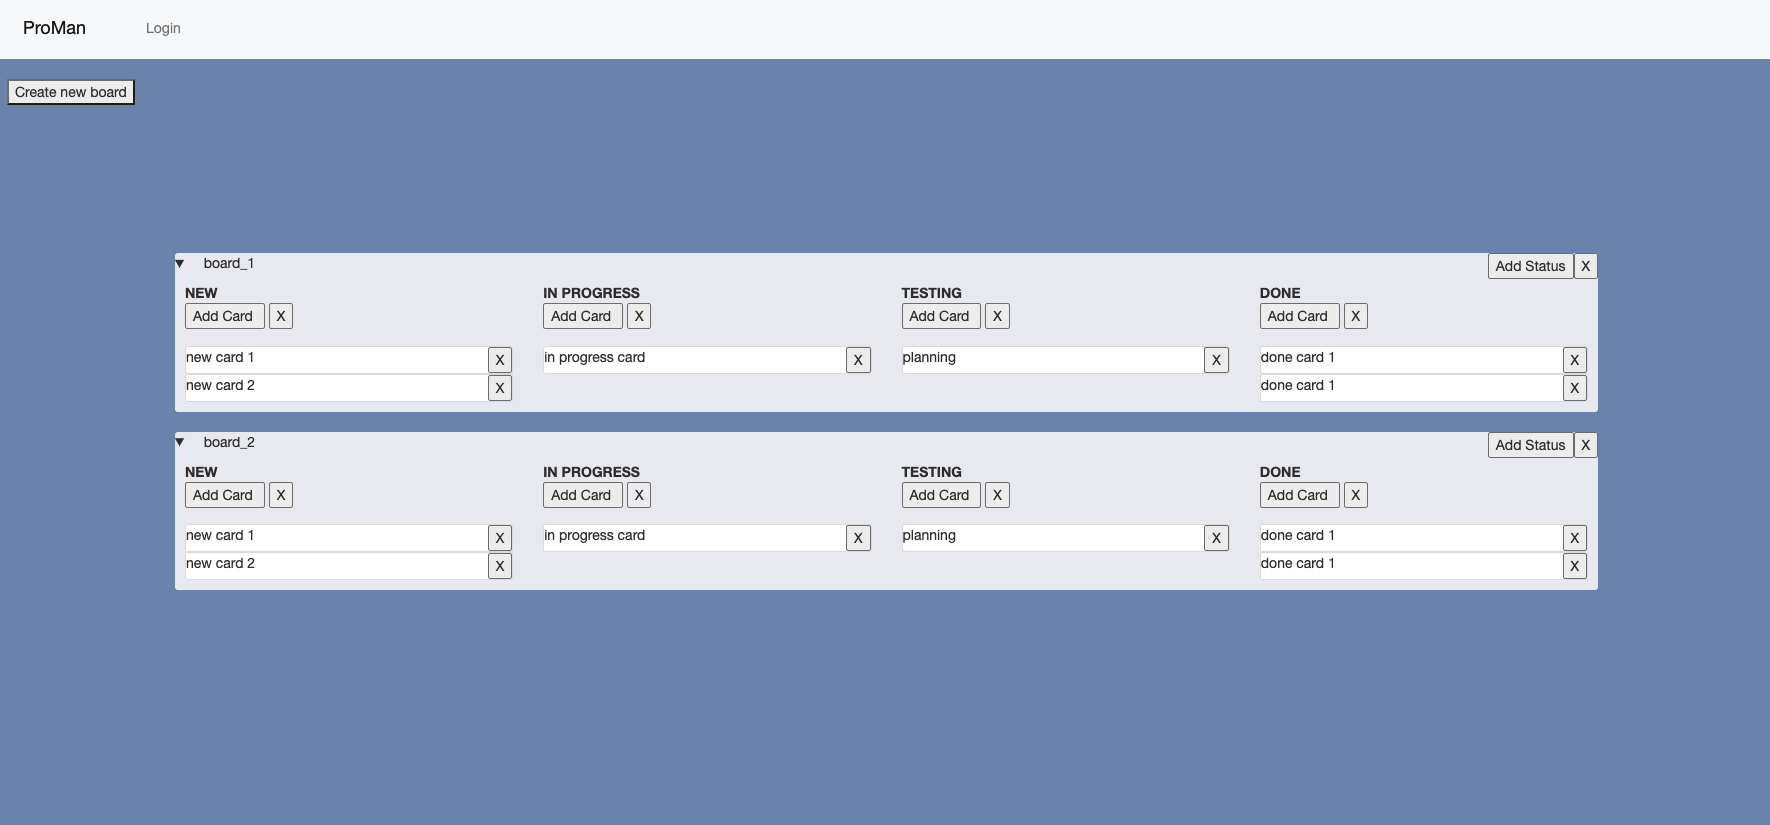 ProMan Login
Create new board
▼ board_1 Add Status X
NEW IN PROGRESS TESTING DONE
Add Card X Add Card X Add Card X Add Card X
new card 1 X in progress card X planning X done card 1 X
new card 2 X done card 1 X
▼ board_2 Add Status X
NEW IN PROGRESS TESTING DONE
Add Card X Add Card X Add Card X Add Card X
new card 1 X in progress card X planning X done card 1 X
new card 2 X done card 1 X